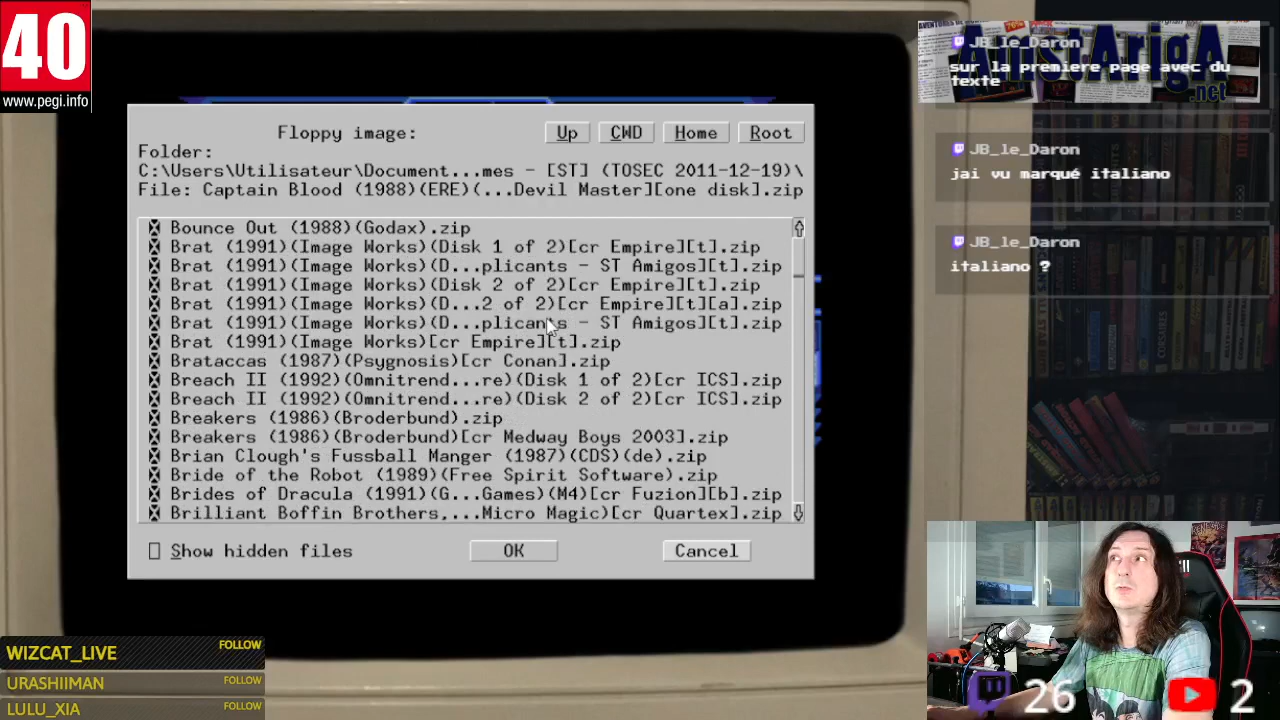 40
www.pegi.info
Floppy image:
Up
CWD
Home
Root
Folder:
C:\Users\Utilisateur\Document...mes - [ST] (TOSEC 2011-12-19)\
File: Captain Blood (1988)(ERE)(...Devil Master][one disk].zip
Bounce Out (1988)(Godax).zip
Brat (1991)(Image Works)(Disk 1 of 2)[cr Empire][t].zip
Brat (1991)(Image Works)(D...plicants - ST Amigos][t].zip
Brat (1991)(Image Works)(Disk 2 of 2)[cr Empire][t].zip
Brat (1991)(Image Works)(D...2 of 2)[cr Empire][t][a].zip
Brat (1991)(Image Works)(D...plicants - ST Amigos][t].zip
Brat (1991)(Image Works)[cr Empire][t].zip
Brataccas (1987)(Psygnosis)[cr Conan].zip
Breach II (1992)(Omnitrend...re)(Disk 1 of 2)[cr ICS].zip
Breach II (1992)(Omnitrend...re)(Disk 2 of 2)[cr ICS].zip
Breakers (1986)(Broderbund).zip
Breakers (1986)(Broderbund)[cr Medway Boys 2003].zip
Brian Clough's Fussball Manger (1987)(CDS)(de).zip
Bride of the Robot (1989)(Free Spirit Software).zip
Brides of Dracula (1991)(G...Games)(M4)[cr Fuzion][b].zip
Brilliant Boffin Brothers,...Micro Magic)[cr Quartex].zip
Show hidden files
OK
Cancel
AmstArigA
.net
JB_le_Daron
sur la premiere page avec du
texte
JB_le_Daron
jai vu marqué italiano
JB_le_Daron
italiano ?
WIZCAT_LIVE FOLLOW
URASHIIMAN FOLLOW
LULU_XIA FOLLOW
26
2